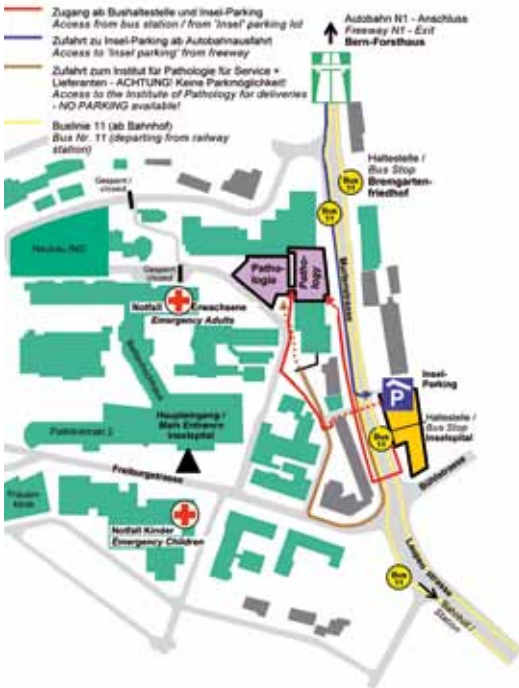 Zugang ab Bushaltestelle und Insel-Parking
Access from bus station / from 'Insel' parking lot
Zufahrt zu Insel-Parking ab Autobahnausfahrt
Access to 'Insel parking' from freeway
Zufahrt zum Institut für Pathologie für Service +
Lieferanten - ACHTUNG! Keine Parkmöglichkeit!
Access to the Institute of Pathology for deliveries
- NO PARKING available!
Buslinie 11 (ab Bahnhof)
Bus Nr. 11 (departing from railway
station)
Autobahn N1 - Anschluss
Freeway N1 - Exit
Bern-Forsthaus
Haltestelle /
Bus Stop
Bremgarten-
friedhof
Bus
11
Bus
11
Gesperrt /
closed
Neubau INO
Gesperrt
closed
Patho-
logie
Patho-
logy
Murtenstrasse
Notfall Erwachsene
Emergency Adults
Insel-
Parking
P
Haltestelle /
Bus Stop
Inselspital
Bus
11
Haupteingang /
Main Entrance
Inselspital
Freiburgstrasse
Bühlstrasse
Frauen
klinik
Notfall Kinder
Emergency Children
Laupen strasse
Bus
11
Bahnhof /
Station